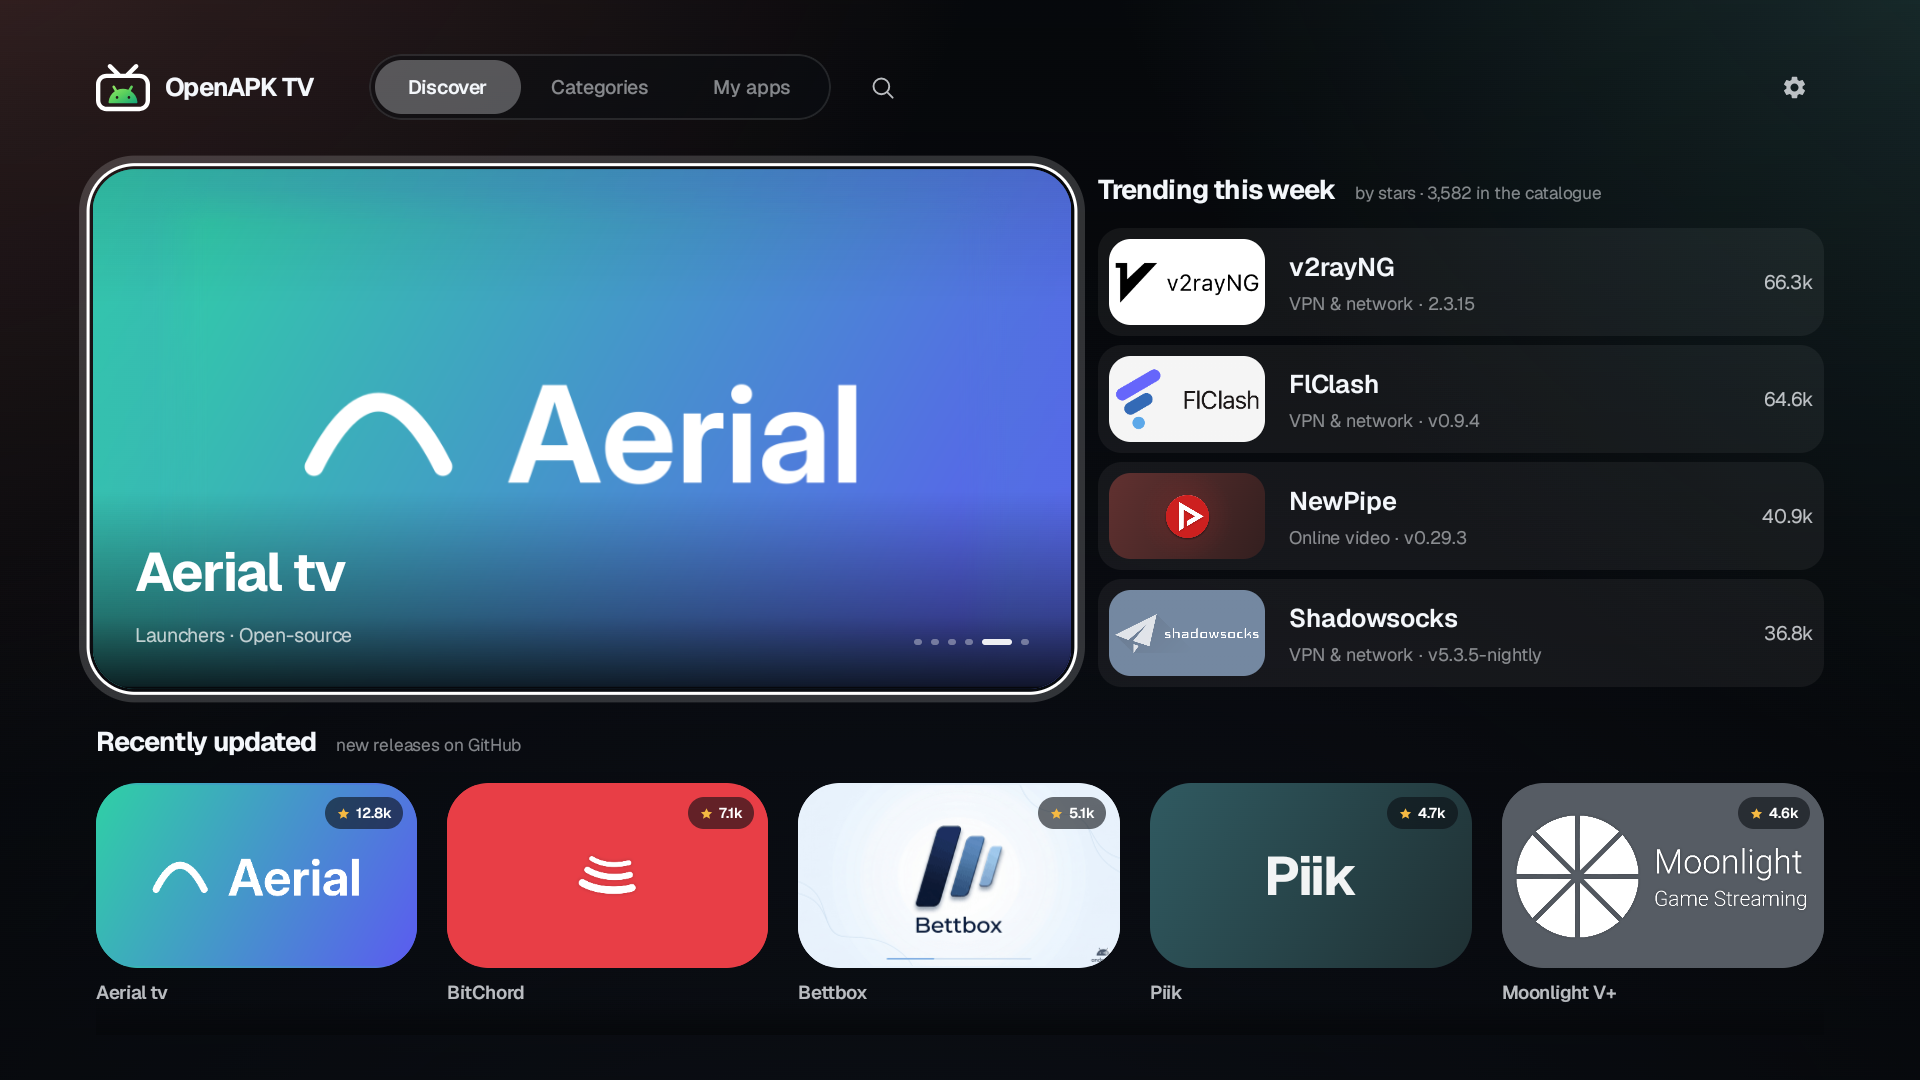 OpenAPK TV
Discover
Categories
My apps
Aerial
Aerial tv
Launchers · Open-source
Trending this week
by stars · 3,582 in the catalogue
v2rayNG
v2rayNG
VPN & network · 2.3.15
66.3k
FlClash
FlClash
VPN & network · v0.9.4
64.6k
NewPipe
Online video · v0.29.3
40.9k
shadowsocks
Shadowsocks
VPN & network · v5.3.5-nightly
36.8k
Recently updated
new releases on GitHub
12.8k
Aerial
Aerial tv
7.1k
BitChord
5.1k
Bettbox
Bettbox
4.7k
Piik
Piik
4.6k
Moonlight
Game Streaming
Moonlight V+